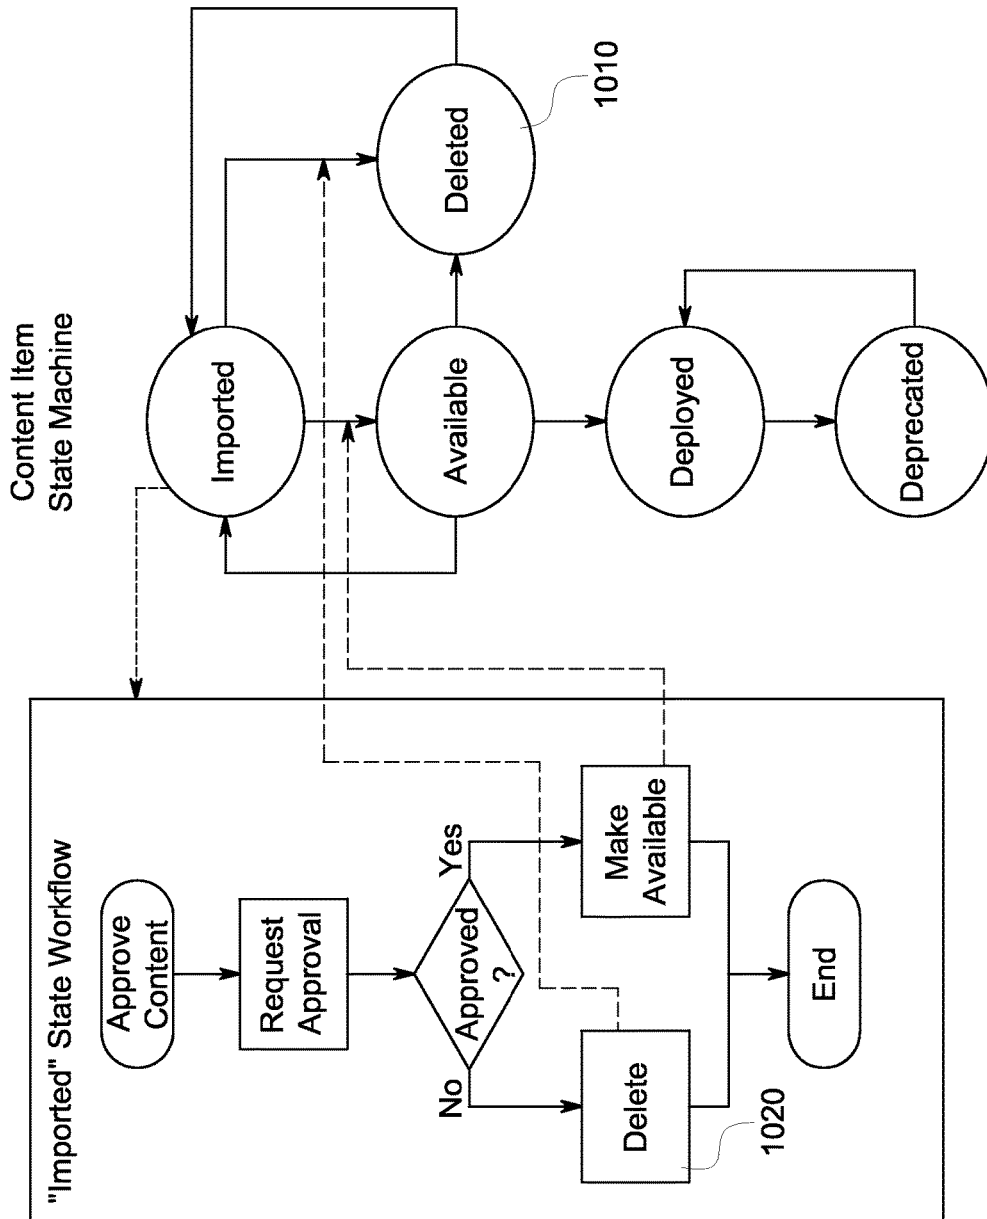 "Imported" State Workflow
Approve
Content
Request
Approval
Approved
?
No
Yes
Delete
1020
Make
Available
End
Content Item
State Machine
Imported
Available
Deleted
1010
Deployed
Deprecated